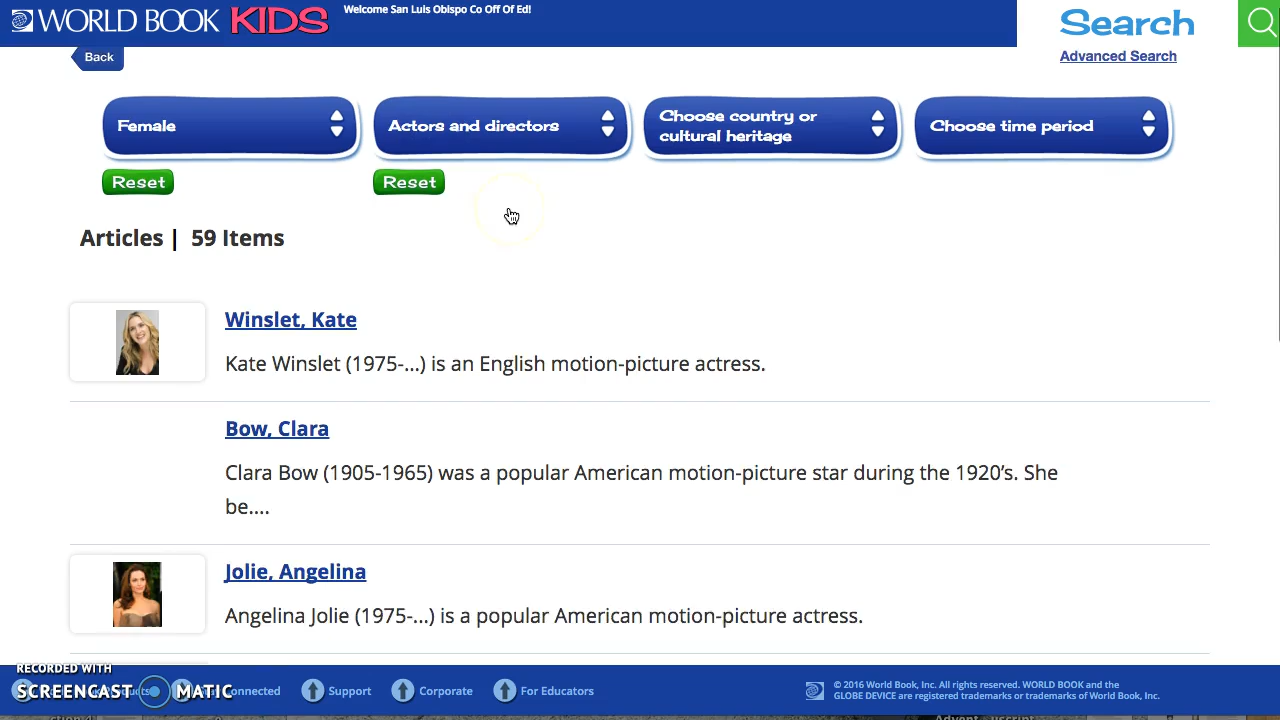 WORLD BOOK KIDS
Welcome San Luis Obispo Co Off Of Ed!
Search
Advanced Search
Back
Female
Actors and directors
Choose country or
cultural heritage
Choose time period
Reset
Reset
Articles | 59 Items
Winslet, Kate
Kate Winslet (1975-...) is an English motion-picture actress.
Bow, Clara
Clara Bow (1905-1965) was a popular American motion-picture star during the 1920's. She
be....
Jolie, Angelina
Angelina Jolie (1975-...) is a popular American motion-picture actress.
RECORDED WITH
SCREENCAST MATIC
Support
Corporate
For Educators
© 2016 World Book, Inc. All rights reserved. WORLD BOOK and the
GLOBE DEVICE are registered trademarks or trademarks of World Book, Inc.